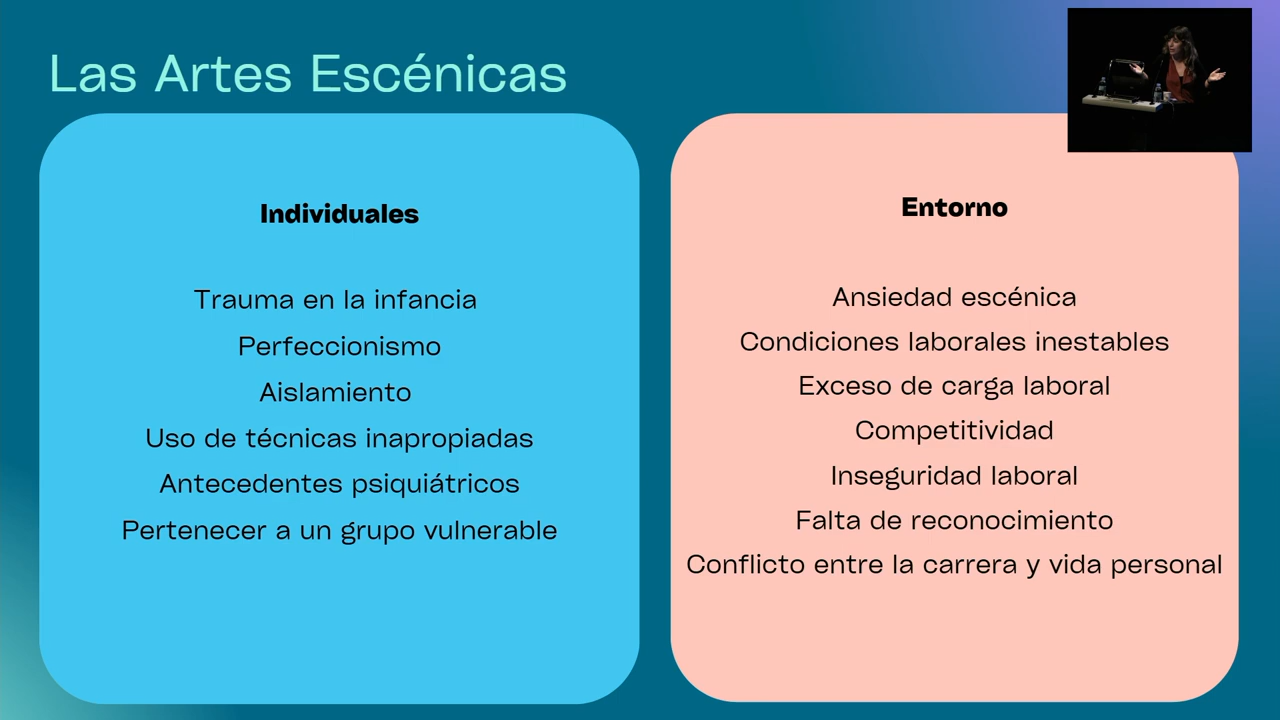 Las Artes Escénicas
Individuales
Trauma en la infancia
Perfeccionismo
Aislamiento
Uso de técnicas inapropiadas
Antecedentes psiquiátricos
Pertenecer a un grupo vulnerable
Entorno
Ansiedad escénica
Condiciones laborales inestables
Exceso de carga laboral
Competitividad
Inseguridad laboral
Falta de reconocimiento
Conflicto entre la carrera y vida personal